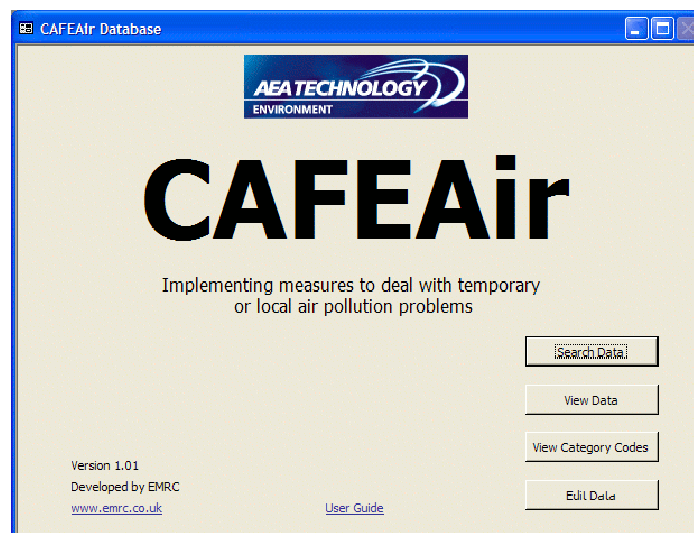 CAFEAir Database
AEA TECHNOLOGY
ENVIRONMENT
CAFEAir
Implementing measures to deal with temporary
or local air pollution problems
Search Data
View Data
View Category Codes
Edit Data
Version 1.01
Developed by EMRC
www.emrc.co.uk
User Guide